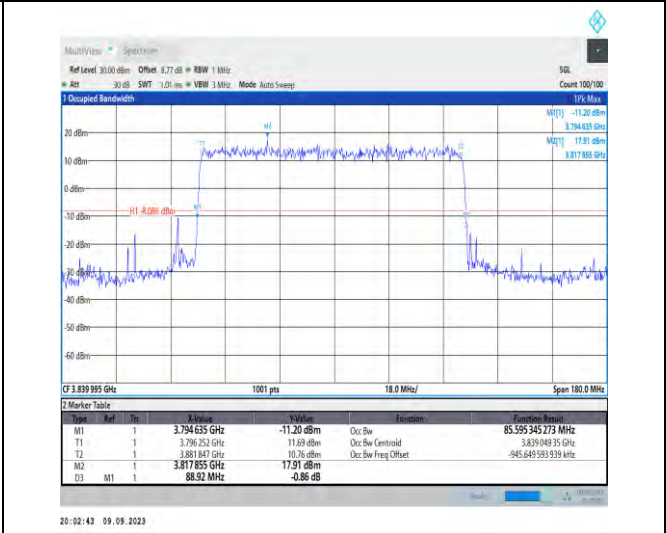 MultiView Spectrum
Ref Level 30.00 dBm Offset 8.77 dB RBW 1 MHz SGL
Att 30 dB SWT 1.01 ms VBW 3 MHz Mode Auto Sweep Count 100/100
1 Occupied Bandwidth 1Pk Max
M1[1] -11.20 dBm
3.794 635 GHz
M2[1] 17.91 dBm
3.817 855 GHz
20 dBm
M2
T1
T2
10 dBm
0 dBm
H1 -8.086 dBm
M1
-10 dBm
-20 dBm
-30 dBm
-40 dBm
-50 dBm
-60 dBm
CF 3.839 995 GHz 1001 pts 18.0 MHz/ Span 180.0 MHz
2 Marker Table
Type Ref Trc X-Value Y-Value Function Function Result
M1 1 3.794 635 GHz -11.20 dBm Occ Bw 85.595 345 273 MHz
T1 1 3.796 252 GHz 11.69 dBm Occ Bw Centroid 3.839 049 35 GHz
T2 1 3.881 847 GHz 10.76 dBm Occ Bw Freq Offset -945.649 593 939 kHz
M2 1 3.817 855 GHz 17.91 dBm
D3 M1 1 88.92 MHz -0.86 dB
20:02:43 09.09.2023